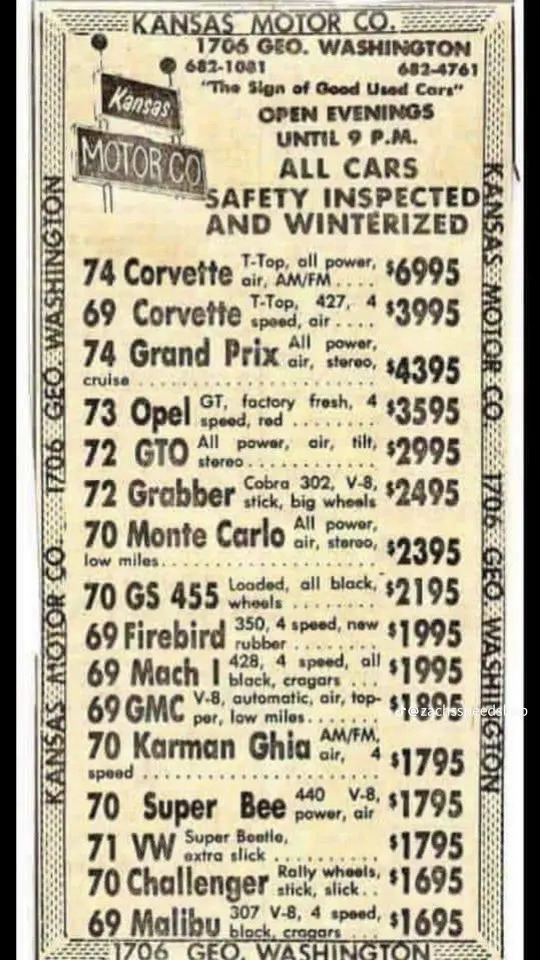 KANSAS MOTOR CO.
1706 GEO. WASHINGTON
682-1081 682-4761
"The Sign of Good Used Cars"
Kansas
MOTOR CO
OPEN EVENINGS
UNTIL 9 P.M.
ALL CARS
SAFETY INSPECTED
AND WINTERIZED
74 Corvette T-Top, all power,
air, AM/FM .... $6995
69 Corvette T-Top, 427, 4
speed, air .... $3995
74 Grand Prix All power,
air, stereo,
cruise .... $4395
73 Opel GT, factory fresh, 4
speed, red .... $3595
72 GTO All power, air, tilt,
stereo .... $2995
72 Grabber Cobra 302, V-8,
stick, big wheels $2495
70 Monte Carlo All power,
air, stereo,
low miles .... $2395
70 GS 455 Loaded, all black,
wheels .... $2195
69 Firebird 350, 4 speed, new
rubber .... $1995
69 Mach I 428, 4 speed, all
black, cragars ... $1995
69 GMC V-8, automatic, air, top-
per, low miles .... $1895
70 Karman Ghia AM/FM,
air, 4
speed .... $1795
70 Super Bee 440 V-8,
power, air $1795
71 VW Super Beetle,
extra slick .... $1795
70 Challenger Rally wheels,
stick, slick .. $1695
69 Malibu 307 V-8, 4 speed,
black, cragars ... $1695
1706 GEO. WASHINGTON
KANSAS MOTOR CO. 1706 GEO. WASHINGTON
KANSAS MOTOR CO. 1706 GEO. WASHINGTON